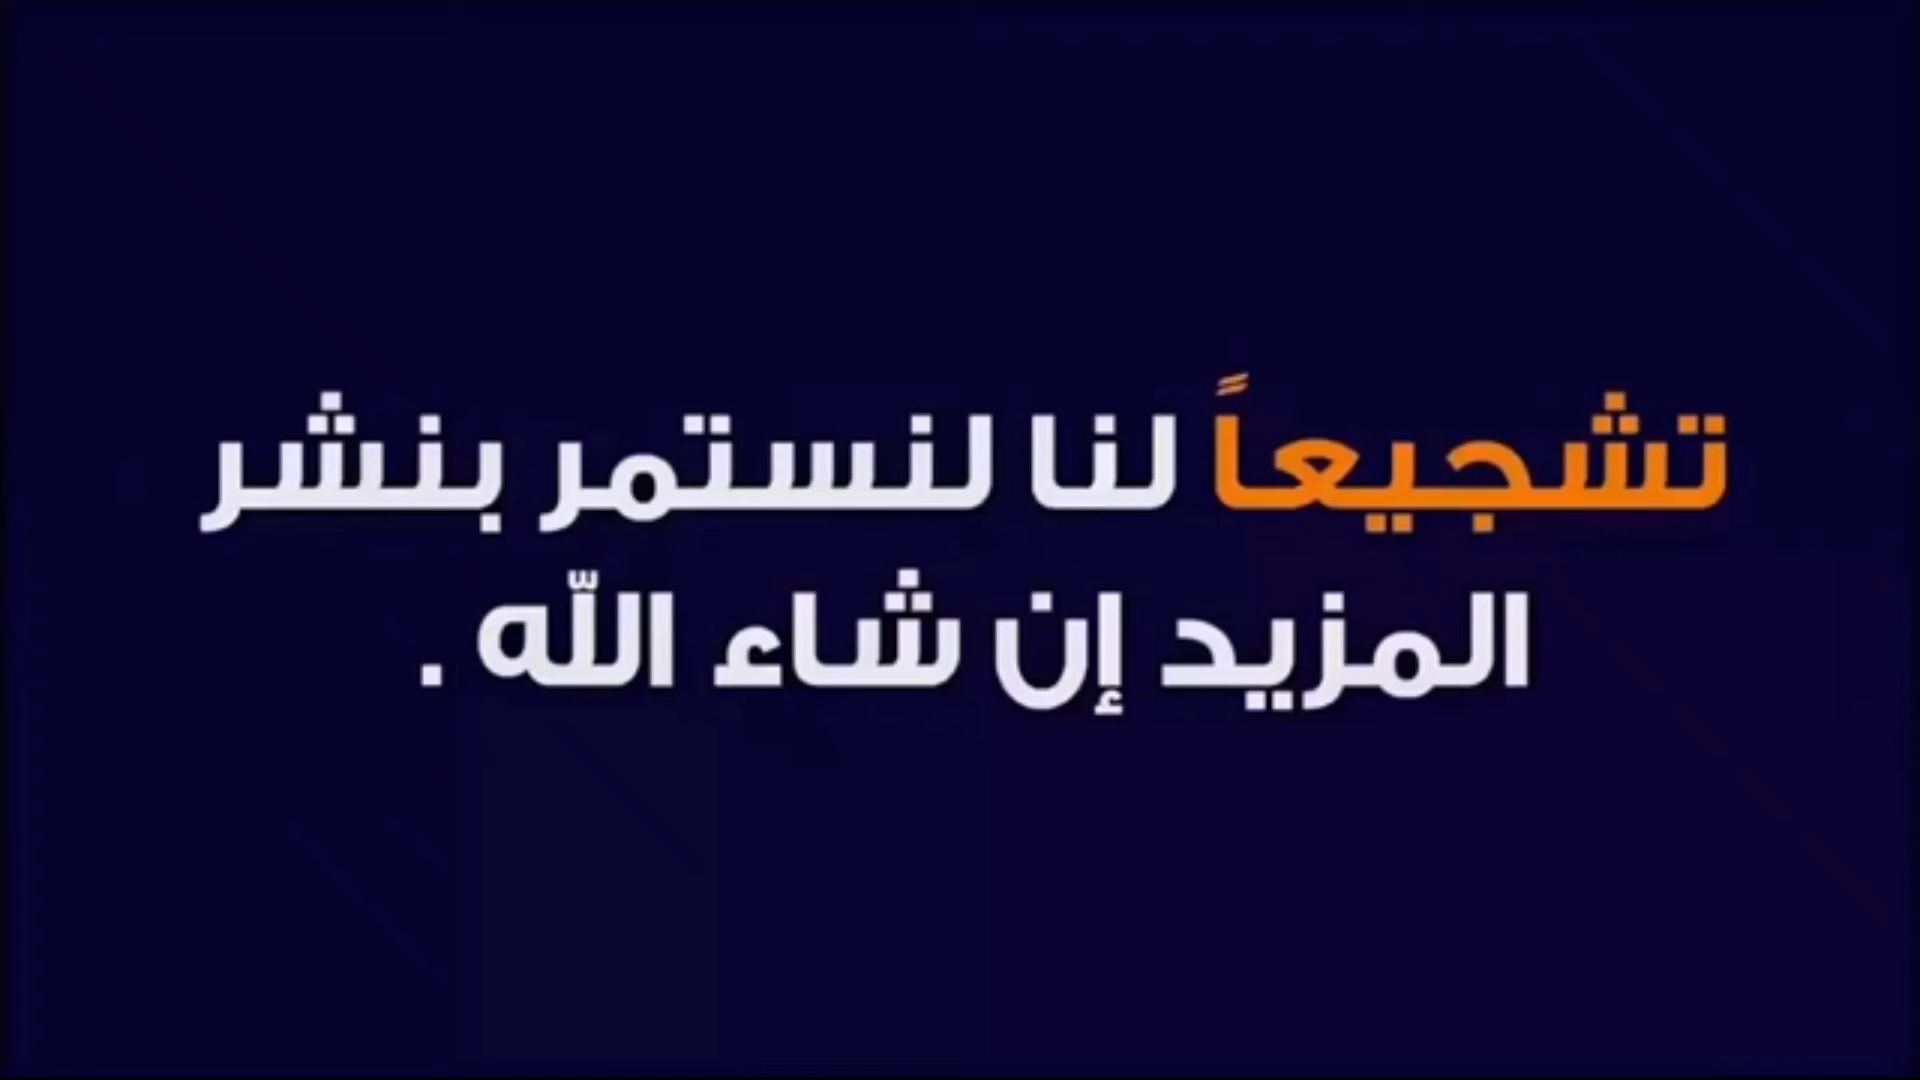 تشجيعاً لنا لنستمر بنشر
المزيد إن شاء اللّه .